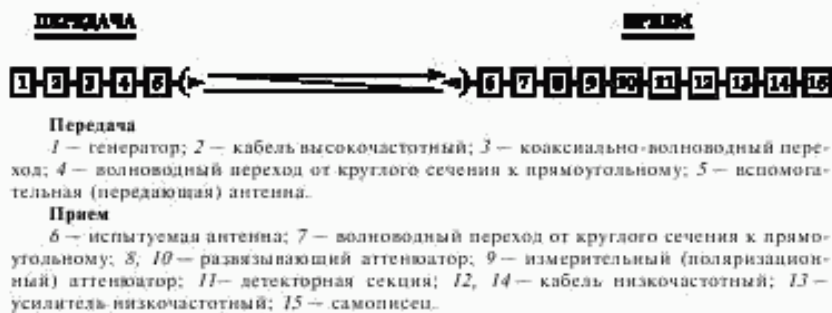 ПЕРЕДАЧА ПРИЕМ
1 2 3 4 5 6 7 8 9 10 11 12 13 14 15
Передача
1 — генератор; 2 — кабель высокочастотный; 3 — коаксиально-волноводный пере-
ход; 4 — волноводный переход от круглого сечения к прямоугольному; 5 — вспомога-
тельная (передающая) антенна.
Прием
6 — испытуемая антенна; 7 — волноводный переход от круглого сечения к прямо-
угольному; 8, 10 — развязывающий аттенюатор; 9 — измерительный (поляризацион-
ный) аттенюатор; 11 — детекторная секция; 12, 14 — кабель низкочастотный; 13 —
усилитель низкочастотный; 15 — самописец.